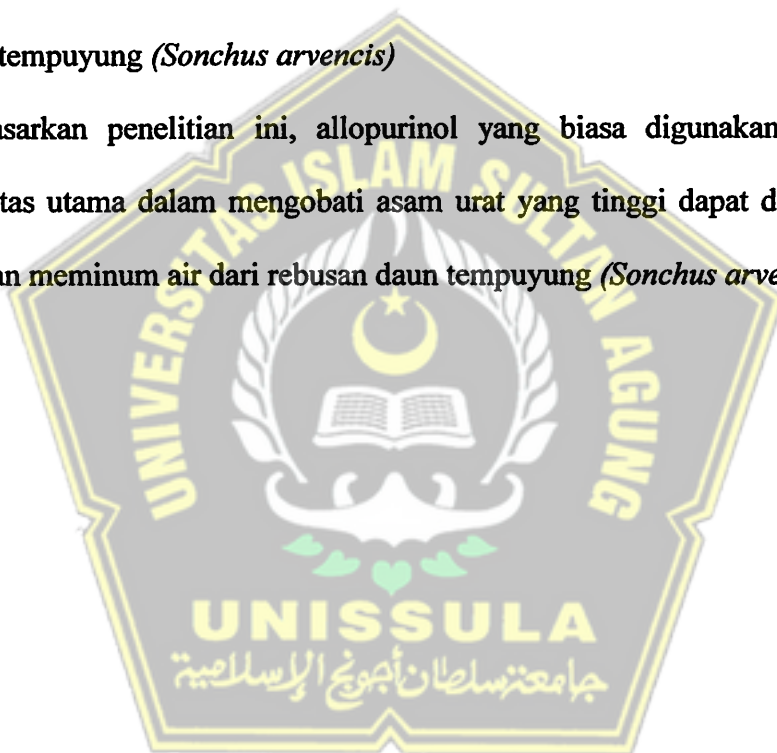 tempuyung (Sonchus arvencis)
asarkan penelitian ini, allopurinol yang biasa digunakan
tas utama dalam mengobati asam urat yang tinggi dapat d
an meminum air dari rebusan daun tempuyung (Sonchus arve
UNIVERSITAS ISLAM SULTAN AGUNG
UNISSULA
جامعة سلطان أجونج الإسلامية